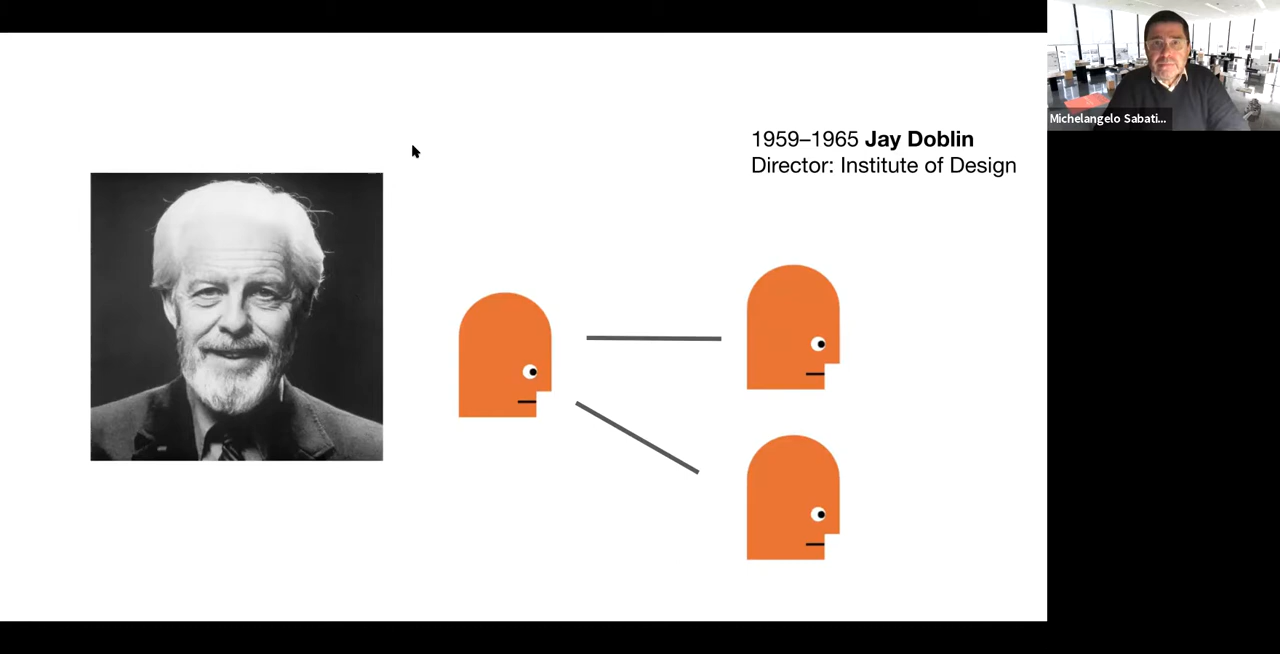 1959–1965 Jay Doblin
Director: Institute of Design
Michelangelo Sabati...